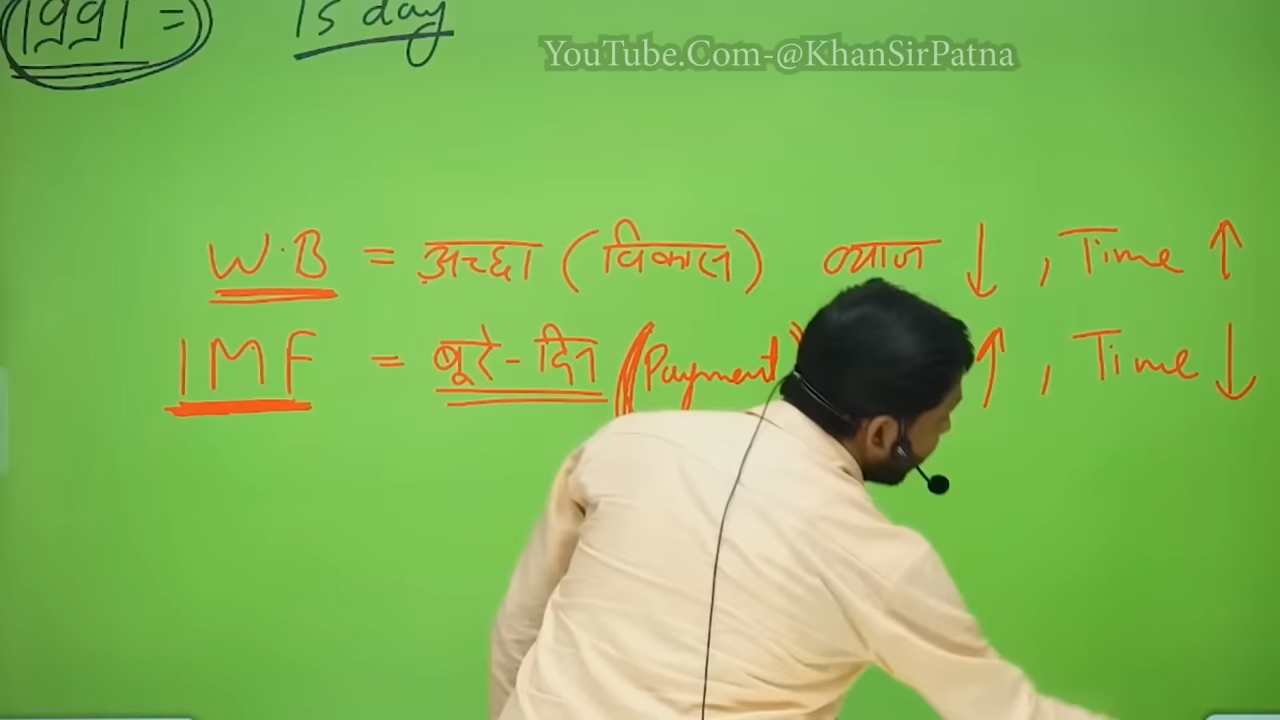 1991 = 15 day
YouTube.Com-@KhanSirPatna
W.B = अच्छा (विकास) ब्याज ↓ , Time ↑
IMF = बूरे-दिन (Payment) ↑ , Time ↓